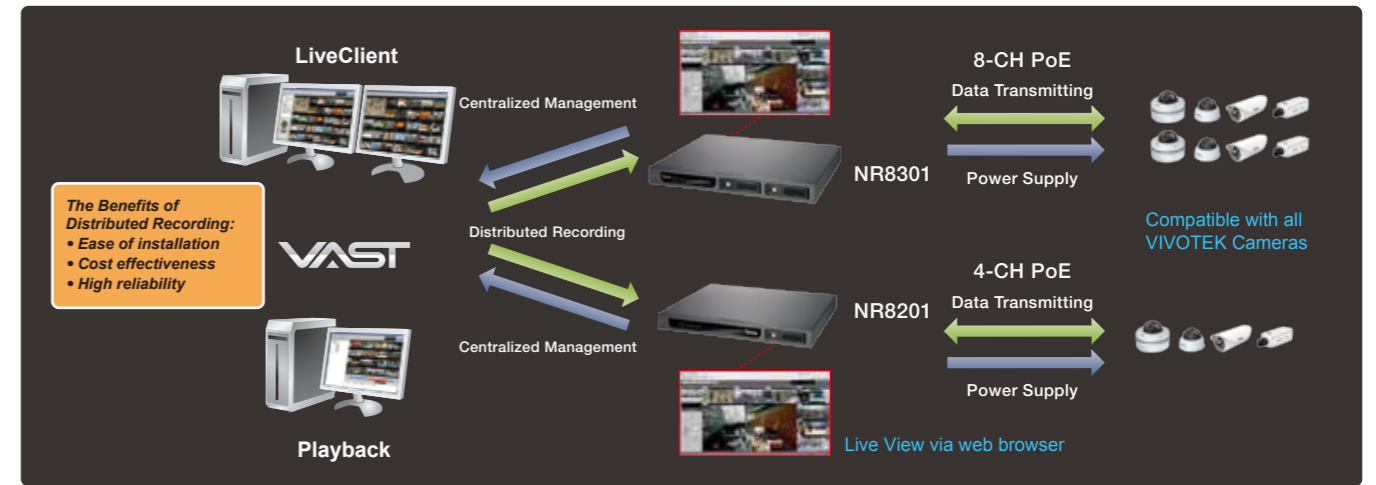 LiveClient
Centralized Management
8-CH PoE
Data Transmitting
NR8301
Power Supply
The Benefits of
Distributed Recording:
• Ease of installation
• Cost effectiveness
• High reliability
VAST
Distributed Recording
Compatible with all
VIVOTEK Cameras
4-CH PoE
Data Transmitting
NR8201
Centralized Management
Power Supply
Playback
Live View via web browser